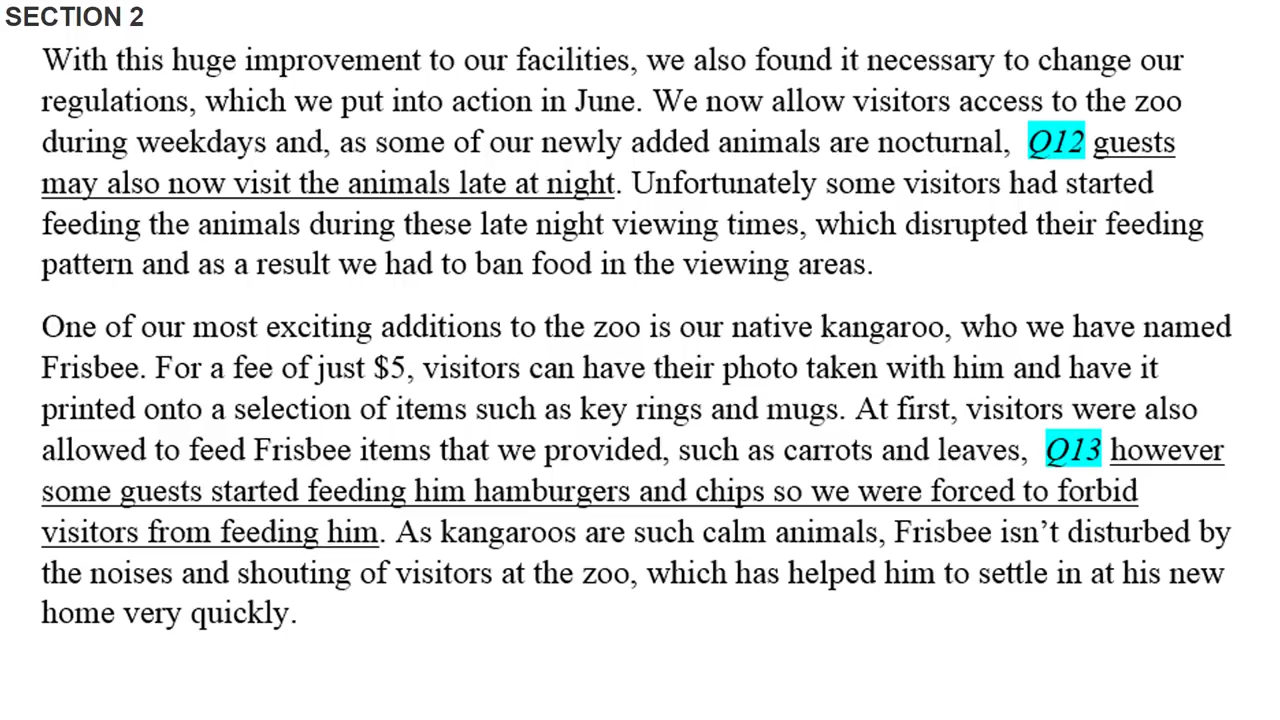 SECTION 2
With this huge improvement to our facilities, we also found it necessary to change our
regulations, which we put into action in June. We now allow visitors access to the zoo
during weekdays and, as some of our newly added animals are nocturnal, Q12 guests
may also now visit the animals late at night. Unfortunately some visitors had started
feeding the animals during these late night viewing times, which disrupted their feeding
pattern and as a result we had to ban food in the viewing areas.
One of our most exciting additions to the zoo is our native kangaroo, who we have named
Frisbee. For a fee of just $5, visitors can have their photo taken with him and have it
printed onto a selection of items such as key rings and mugs. At first, visitors were also
allowed to feed Frisbee items that we provided, such as carrots and leaves, Q13 however
some guests started feeding him hamburgers and chips so we were forced to forbid
visitors from feeding him. As kangaroos are such calm animals, Frisbee isn’t disturbed by
the noises and shouting of visitors at the zoo, which has helped him to settle in at his new
home very quickly.